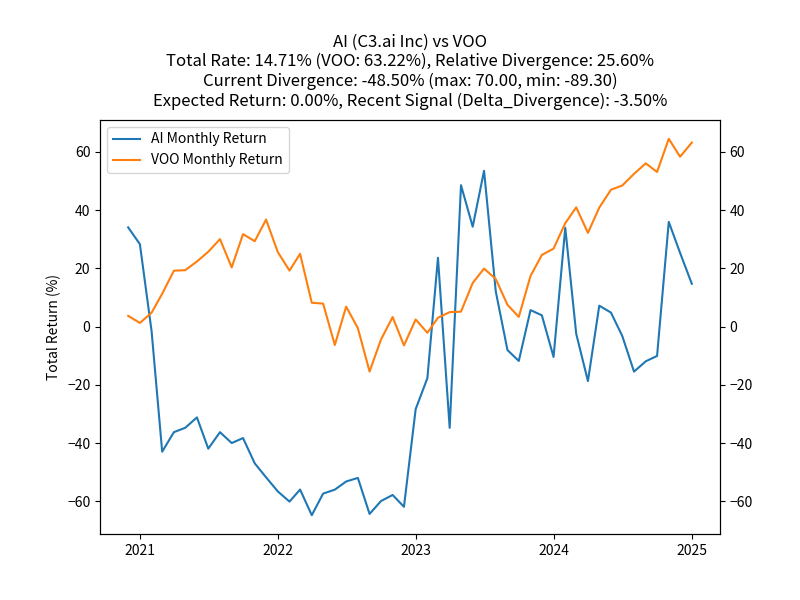 AI (C3.ai Inc) vs VOO
Total Rate: 14.71% (VOO: 63.22%), Relative Divergence: 25.60%
Current Divergence: -48.50% (max: 70.00, min: -89.30)
Expected Return: 0.00%, Recent Signal (Delta_Divergence): -3.50%
AI Monthly Return
VOO Monthly Return
Total Return (%)
60
40
20
0
−20
−40
−60
60
40
20
0
−20
−40
−60
2021 2022 2023 2024 2025